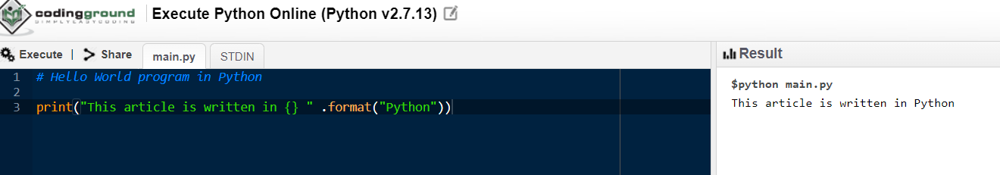 codingground
SIMPLYEASYCODING
Execute Python Online (Python v2.7.13)
Execute | Share main.py STDIN
1 # Hello World program in Python
2
3 print("This article is written in {} " .format("Python"))
Result
$python main.py
This article is written in Python